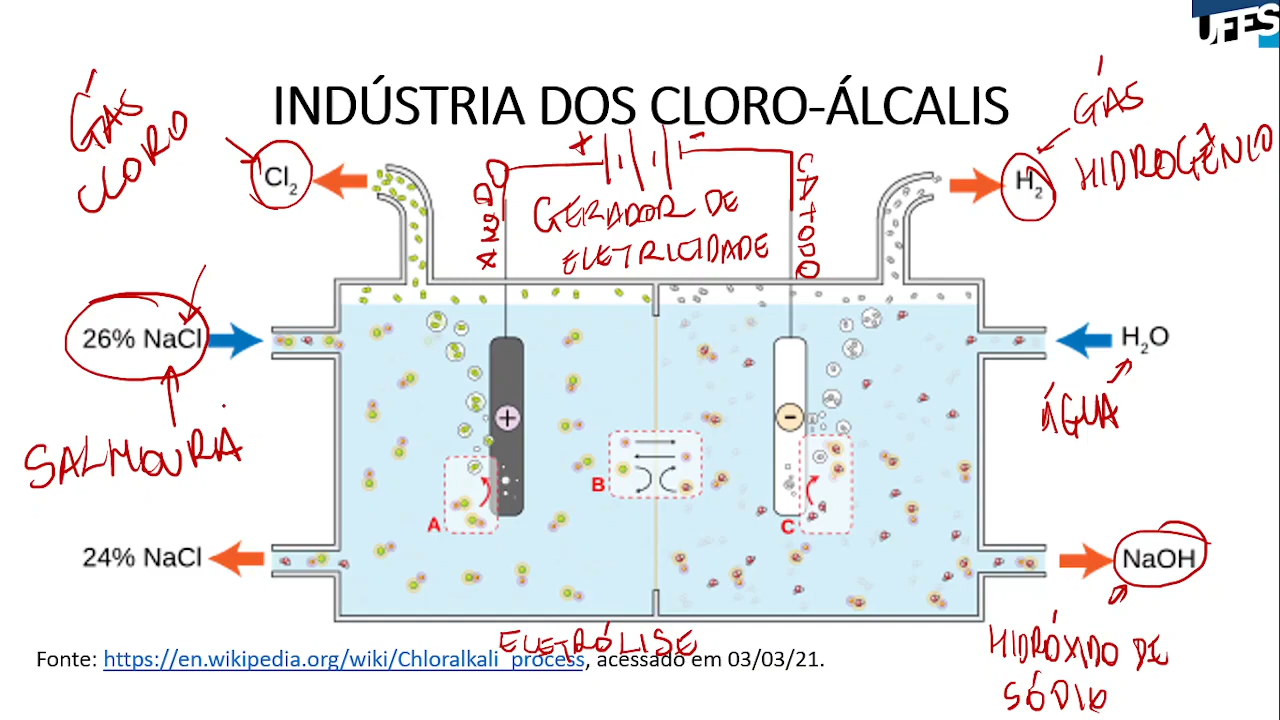 UFES
INDÚSTRIA DOS CLORO-ÁLCALIS
GÁS
CLORO
Cl₂
+
-
GÁS
HIDROGÊNIO
H₂
ANODO
GERADOR DE
ELETRICIDADE
CATODO
26% NaCl
H₂O
ÁGUA
SALMOURA
+
-
A
B
C
24% NaCl
NaOH
ELETRÓLISE
HIDRÓXIDO DE
SÓDIO
Fonte: https://en.wikipedia.org/wiki/Chloralkali_process, acessado em 03/03/21.